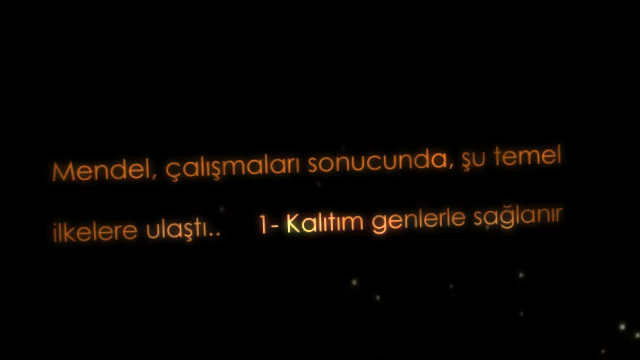 Mendel, çalışmaları sonucunda, şu temel
ilkelere ulaştı.. 1- Kalıtım genlerle sağlanır